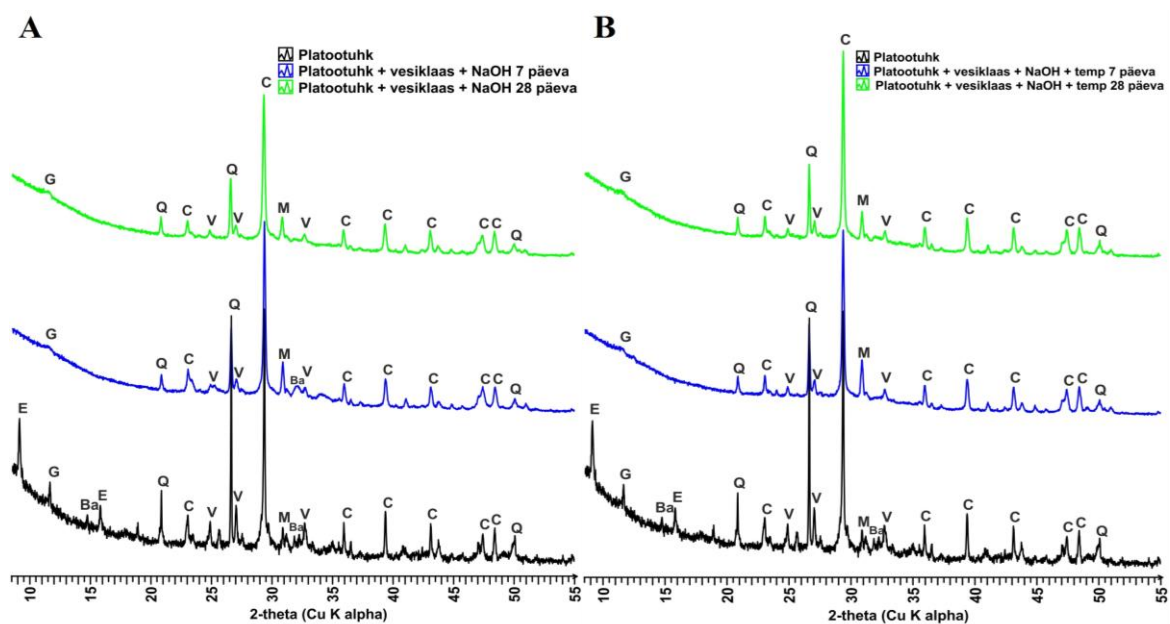 A
Platootuhk
Platootuhk + vesiklaas + NaOH 7 päeva
Platootuhk + vesiklaas + NaOH 28 päeva
C
G Q C Q V V M V C C C C C Q
G Q C Q V V M Ba V C C C C C Q
E G Ba E Q C V Q V M Ba V C C C C C Q
10 15 20 25 30 35 40 45 50 55
2-theta (Cu K alpha)
B
Platootuhk
Platootuhk + vesiklaas + NaOH + temp 7 päeva
Platootuhk + vesiklaas + NaOH + temp 28 päeva
C
G Q C V Q V M V C C C C C Q
G Q C V Q V M V C C C C C Q
E G Ba E Q C V V M Ba V C C C C C Q
10 15 20 25 30 35 40 45 50 55
2-theta (Cu K alpha)